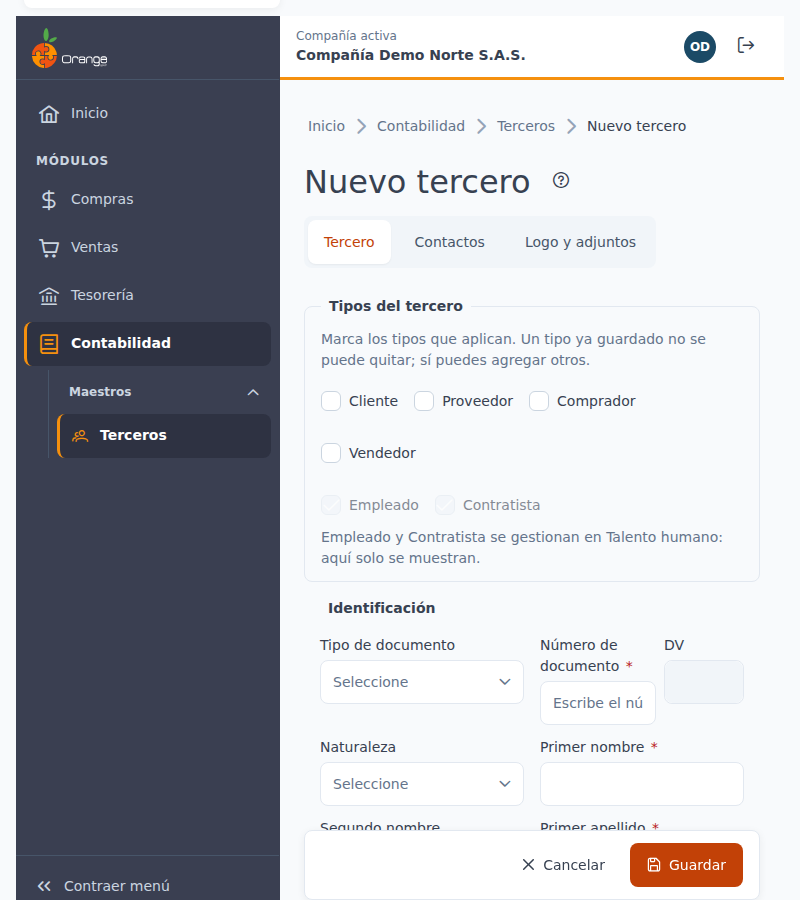 Orange
Inicio
MÓDULOS
Compras
Ventas
Tesorería
Contabilidad
Maestros
Terceros
Contraer menú
Compañía activa
Compañía Demo Norte S.A.S.
OD
Inicio > Contabilidad > Terceros > Nuevo tercero
Nuevo tercero ?
Tercero Contactos Logo y adjuntos
Tipos del tercero
Marca los tipos que aplican. Un tipo ya guardado no se
puede quitar; sí puedes agregar otros.
Cliente Proveedor Comprador
Vendedor
Empleado Contratista
Empleado y Contratista se gestionan en Talento humano:
aquí solo se muestran.
Identificación
Tipo de documento
Seleccione
Número de
documento *
Escribe el nú
DV
Naturaleza
Seleccione
Primer nombre *
Segundo nombre
Primer apellido *
Cancelar
Guardar